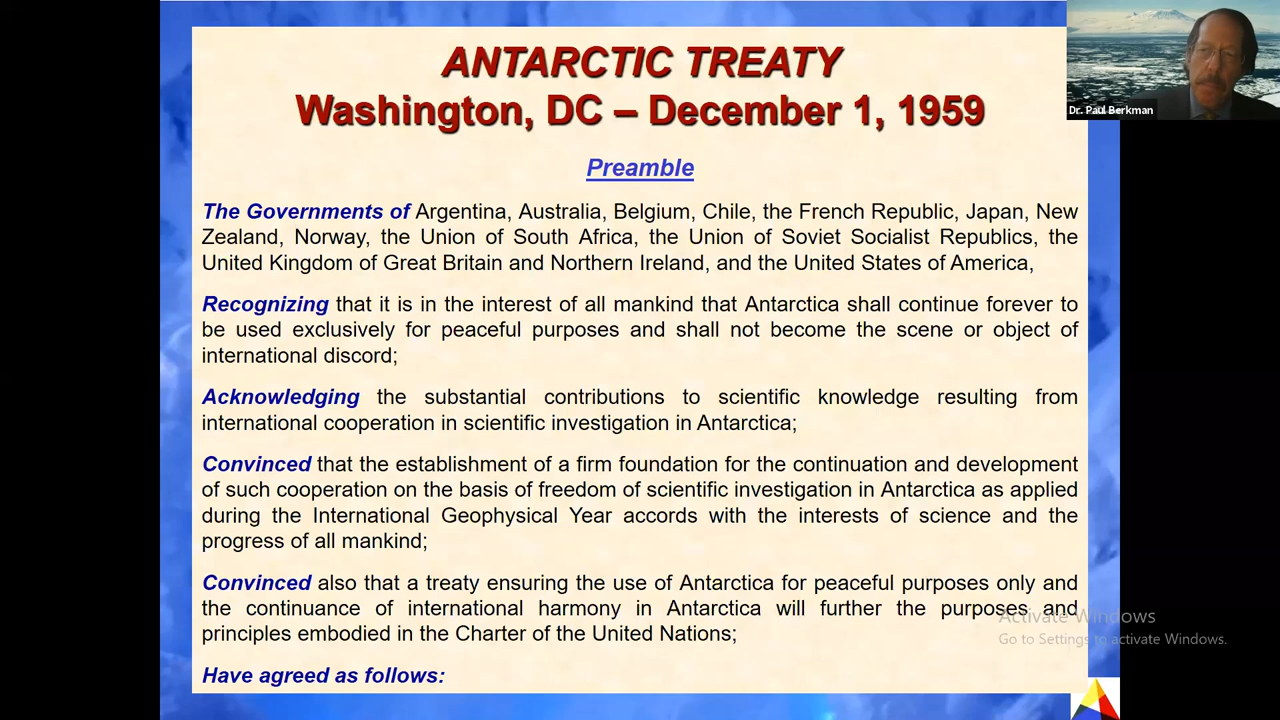 ANTARCTIC TREATY
Washington, DC – December 1, 1959
Dr. Paul Berkman
Preamble
The Governments of Argentina, Australia, Belgium, Chile, the French Republic, Japan, New
Zealand, Norway, the Union of South Africa, the Union of Soviet Socialist Republics, the
United Kingdom of Great Britain and Northern Ireland, and the United States of America,
Recognizing that it is in the interest of all mankind that Antarctica shall continue forever to
be used exclusively for peaceful purposes and shall not become the scene or object of
international discord;
Acknowledging the substantial contributions to scientific knowledge resulting from
international cooperation in scientific investigation in Antarctica;
Convinced that the establishment of a firm foundation for the continuation and development
of such cooperation on the basis of freedom of scientific investigation in Antarctica as applied
during the International Geophysical Year accords with the interests of science and the
progress of all mankind;
Convinced also that a treaty ensuring the use of Antarctica for peaceful purposes only and
the continuance of international harmony in Antarctica will further the purposes and
principles embodied in the Charter of the United Nations;
Have agreed as follows:
Activate Windows
Go to Settings to activate Windows.